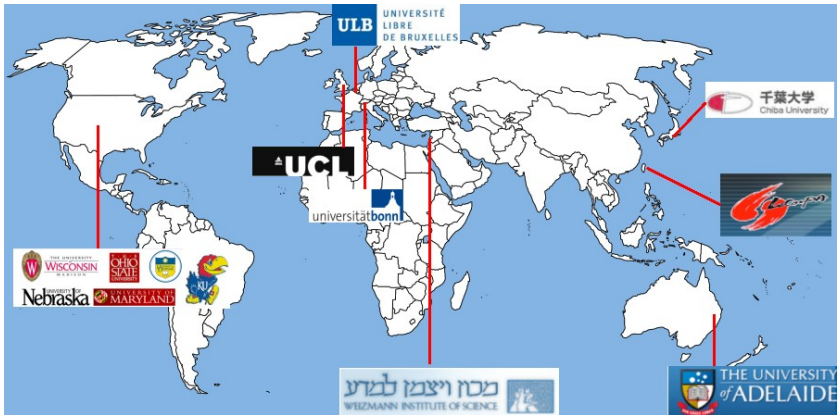 ULB
UNIVERSITÉ
LIBRE
DE BRUXELLES
千葉大学
Chiba University
UCL
universitätbonn
THE UNIVERSITY
WISCONSIN
MADISON
OHIO
STATE
UNIVERSITY
KU
UNIVERSITY OF
Nebraska
UNIVERSITY OF
MARYLAND
מכון ויצמן למדע
WEIZMANN INSTITUTE OF SCIENCE
THE UNIVERSITY
of ADELAIDE